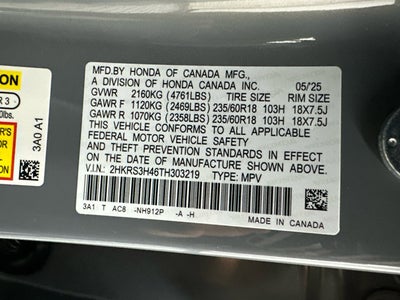 MFD.BY HONDA OF CANADA MFG.,
A DIVISION OF HONDA CANADA INC. 05/25
GVWR 2160KG (4761LBS) TIRE SIZE RIM SIZE
GAWR F 1120KG (2469LBS) 235/60R18 103H 18X7.5J
GAWR R 1070KG (2358LBS) 235/60R18 103H 18X7.5J
THIS VEHICLE CONFORMS TO ALL APPLICABLE
FEDERAL MOTOR VEHICLE SAFETY
AND THEFT PREVENTION STANDARDS IN EFFECT
ON THE DATE OF MANUFACTURE SHOWN ABOVE.
V.I.N.: 2HKRS3H46TH303219 TYPE: MPV
3A1 T AC8 -NH912P -A -H
MADE IN CANADA
3A0 A1